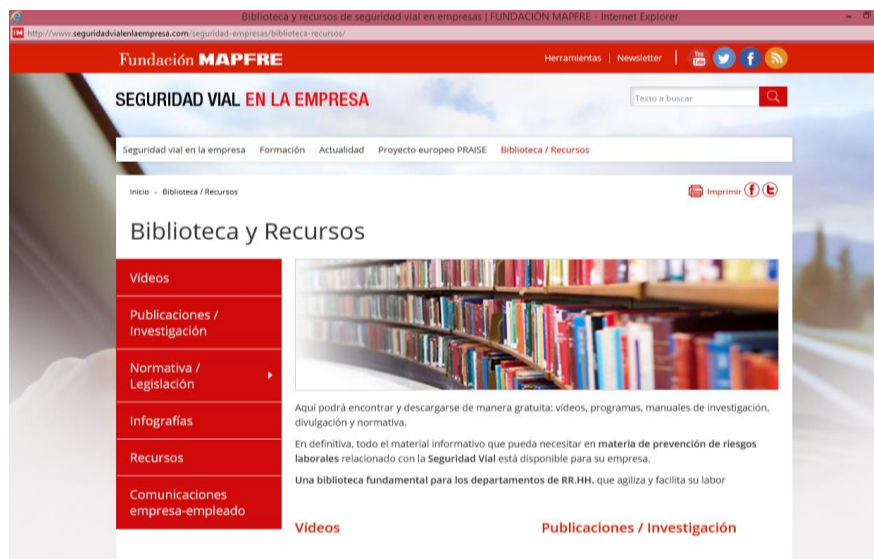 Biblioteca y recursos de seguridad vial en empresas | FUNDACIÓN MAPFRE - Internet Explorer
http://www.seguridadvialenlaempresa.com/seguridad-empresas/biblioteca-recursos/
Fundación MAPFRE
Herramientas | Newsletter |
You Tube
SEGURIDAD VIAL EN LA EMPRESA
Texto a buscar
Seguridad vial en la empresa Formación Actualidad Proyecto europeo PRAISE Biblioteca / Recursos
Inicio - Biblioteca / Recursos
Imprimir
Biblioteca y Recursos
Vídeos
Publicaciones /
Investigación
Normativa /
Legislación
Infografías
Recursos
Comunicaciones
empresa-empleado
Aquí podrá encontrar y descargarse de manera gratuita: vídeos, programas, manuales de investigación,
divulgación y normativa.
En definitiva, todo el material informativo que pueda necesitar en materia de prevención de riesgos
laborales relacionado con la Seguridad Vial está disponible para su empresa.
Una biblioteca fundamental para los departamentos de RR.HH. que agiliza y facilita su labor
Vídeos
Publicaciones / Investigación